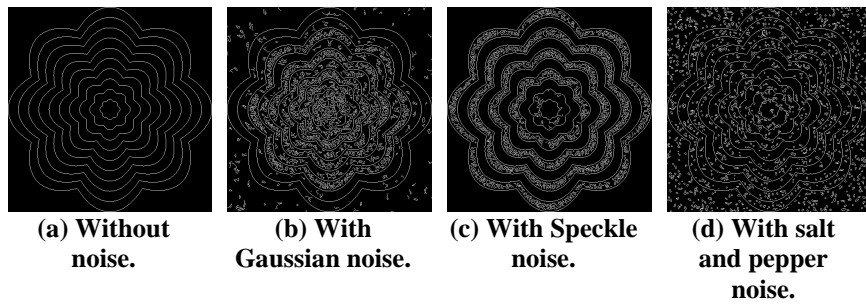 (a) Without
noise.
(b) With
Gaussian noise.
(c) With Speckle
noise.
(d) With salt
and pepper
noise.